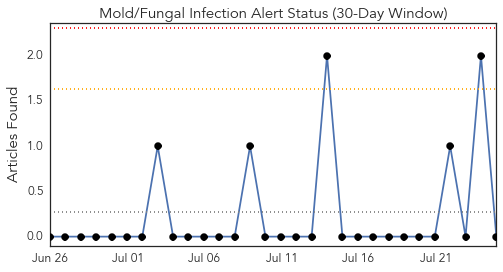 Mold/Fungal Infection Alert Status (30-Day Window)
Articles Found
2.0
1.5
1.0
0.5
0.0
Jun 26 Jul 01 Jul 06 Jul 11 Jul 16 Jul 21